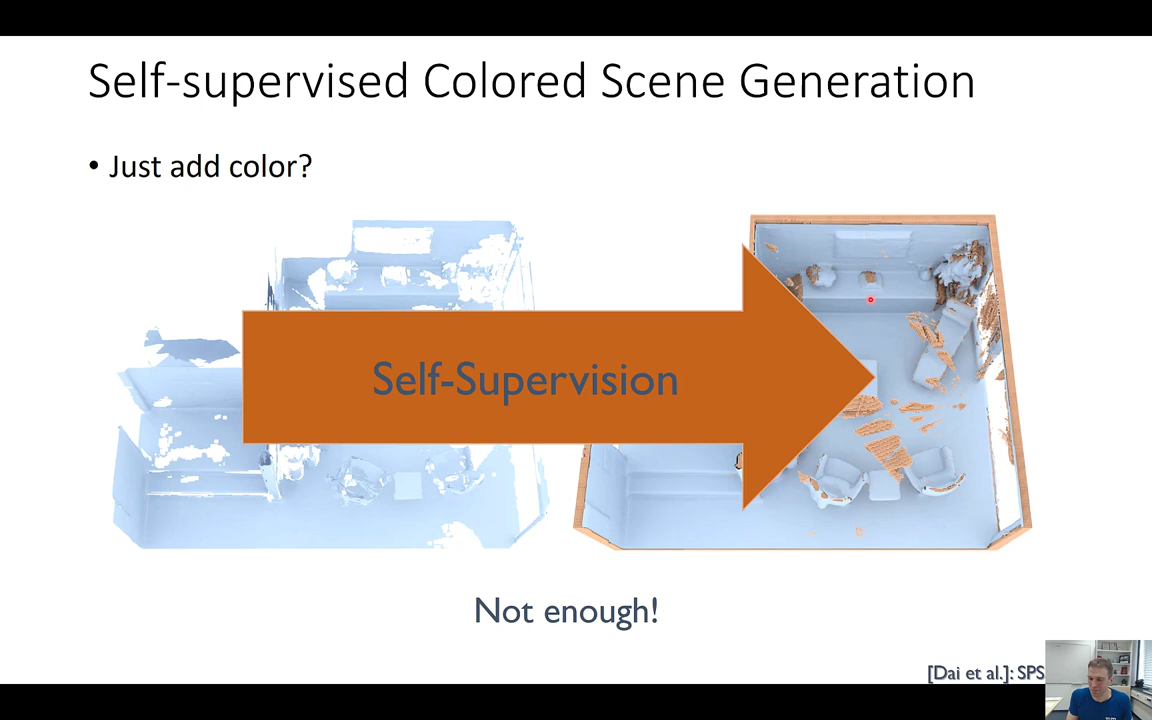 Self-supervised Colored Scene Generation
• Just add color?
Self-Supervision
Not enough!
[Dai et al.]: SPS